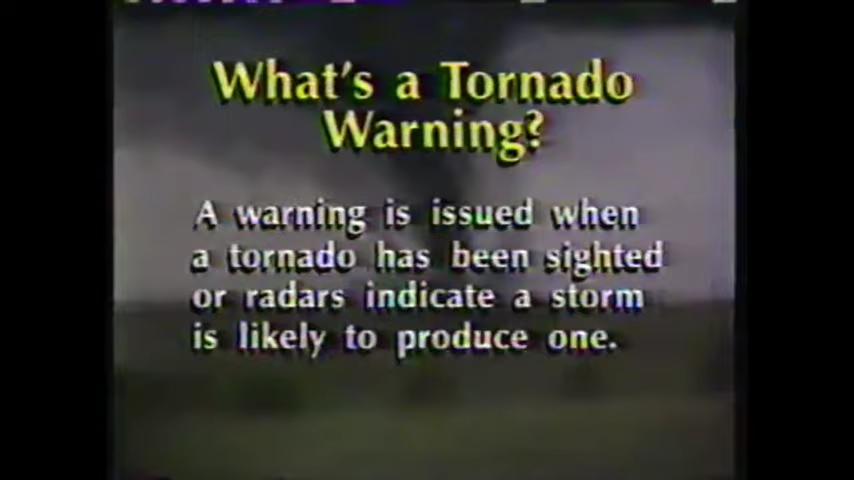 What's a Tornado
Warning?
A warning is issued when
a tornado has been sighted
or radars indicate a storm
is likely to produce one.